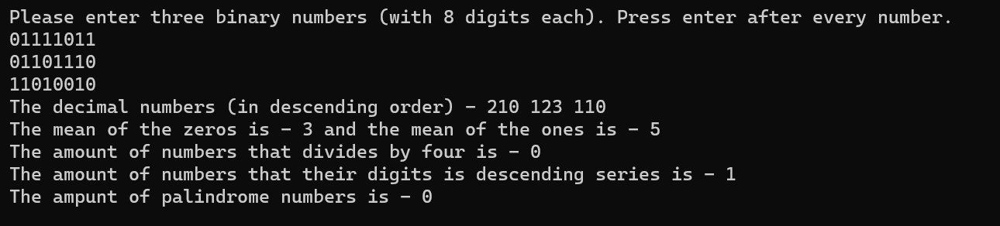 Please enter three binary numbers (with 8 digits each). Press enter after every number.
01111011
01101110
11010010
The decimal numbers (in descending order) - 210 123 110
The mean of the zeros is - 3 and the mean of the ones is - 5
The amount of numbers that divides by four is - 0
The amount of numbers that their digits is descending series is - 1
The ampunt of palindrome numbers is - 0